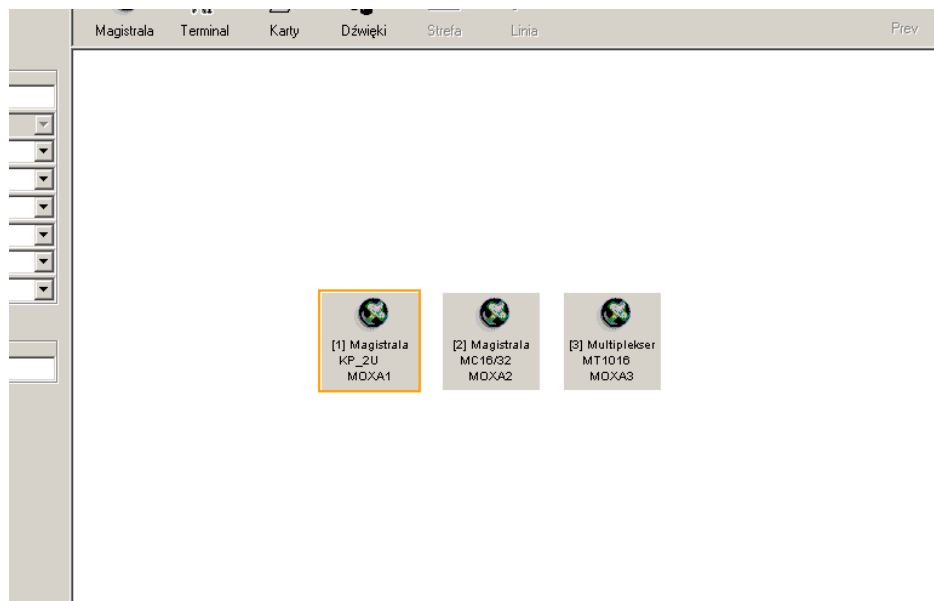 Magistrala Terminal Karty Dźwięki Strefa Linia Prev
[1] Magistrala
KP_2U
MOXA1
[2] Magistrala
MC16/32
MOXA2
[3] Multiplekser
MT1016
MOXA3